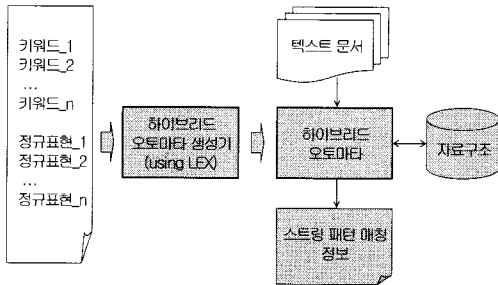 키워드_1
키워드_2
...
키워드_n
정규표현_1
정규표현_2
...
정규표현_n
하이브리드
오토마타 생성기
(using LEX)
텍스트 문서
하이브리드
오토마타
자료구조
스트링 패턴 매칭
정보